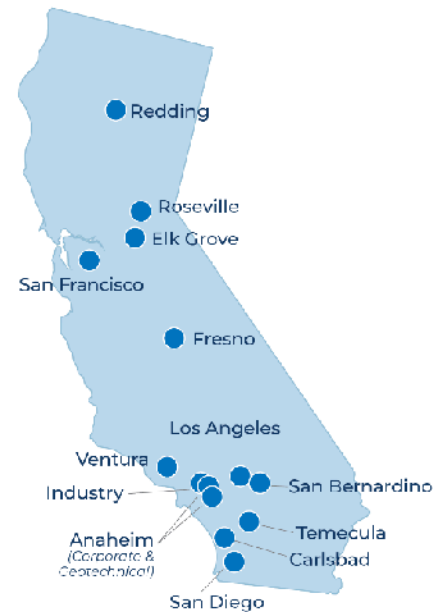 Redding
Roseville
Elk Grove
San Francisco
Fresno
Los Angeles
Ventura
Industry
San Bernardino
Anaheim
(Corporate &
Geotechnical)
Temecula
Carlsbad
San Diego